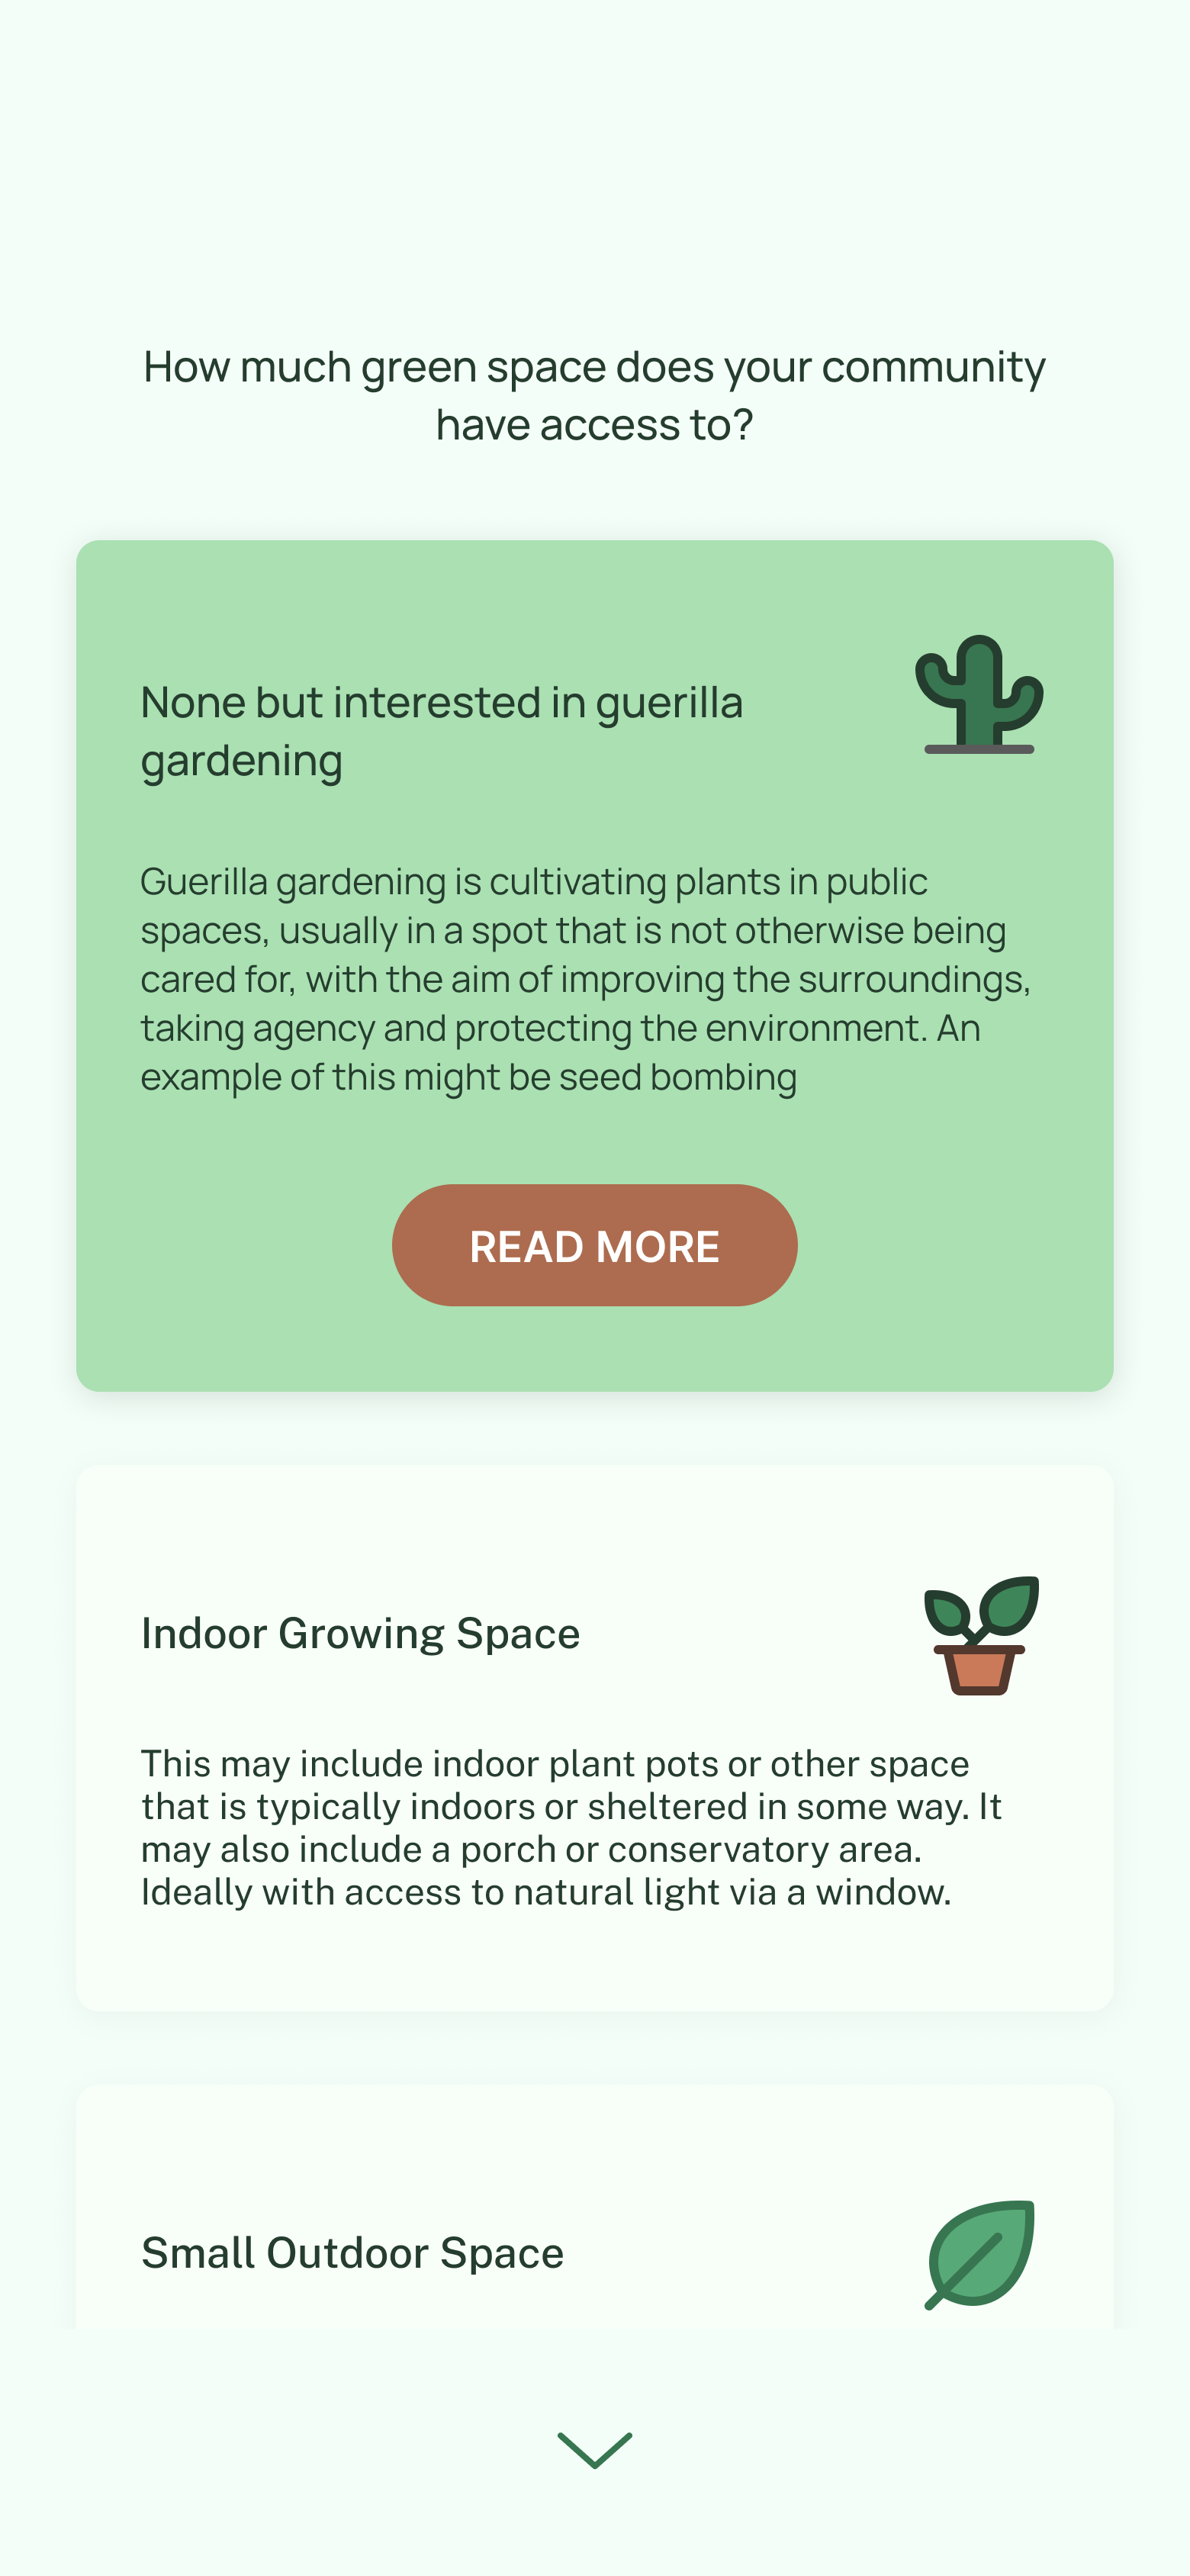 How much green space does your community
have access to?
None but interested in guerilla
gardening
Guerilla gardening is cultivating plants in public
spaces, usually in a spot that is not otherwise being
cared for, with the aim of improving the surroundings,
taking agency and protecting the environment. An
example of this might be seed bombing
READ MORE
Indoor Growing Space
This may include indoor plant pots or other space
that is typically indoors or sheltered in some way. It
may also include a porch or conservatory area.
Ideally with access to natural light via a window.
Small Outdoor Space